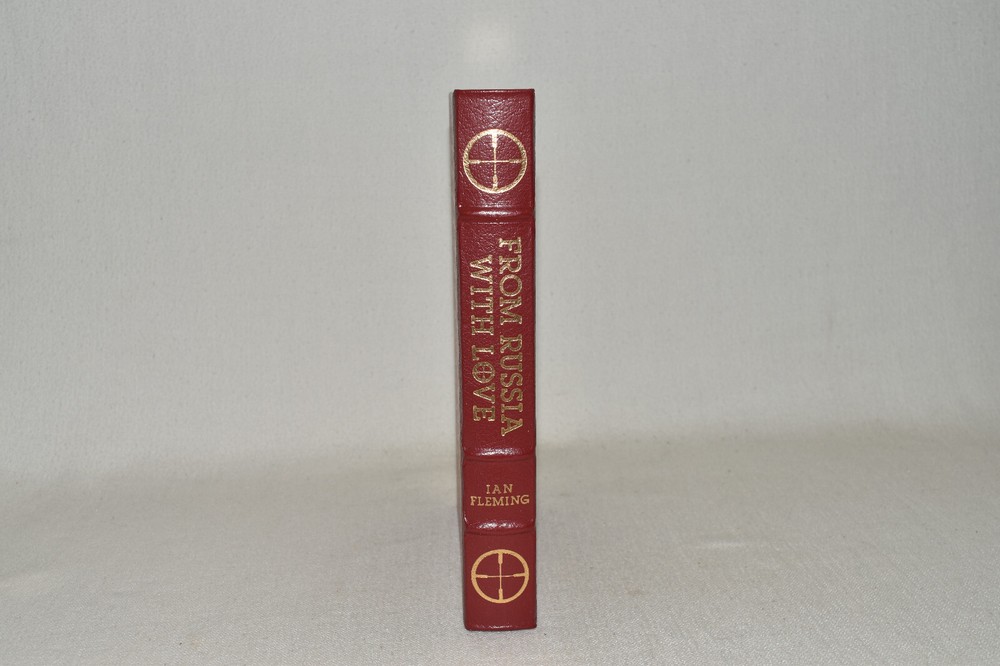 FROM RUSSIA
WITH LOVE
IAN
FLEMING